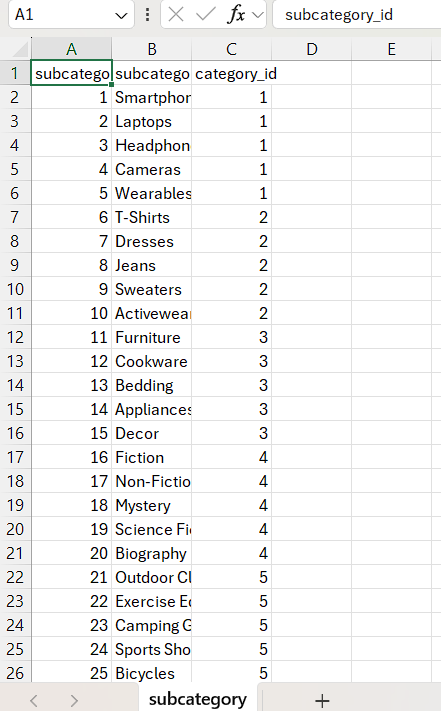 A1 fx subcategory_id
A B C D E
1 subcatego subcatego category_id
2 1 Smartphon 1
3 2 Laptops 1
4 3 Headphon 1
5 4 Cameras 1
6 5 Wearables 1
7 6 T-Shirts 2
8 7 Dresses 2
9 8 Jeans 2
10 9 Sweaters 2
11 10 Activewear 2
12 11 Furniture 3
13 12 Cookware 3
14 13 Bedding 3
15 14 Appliances 3
16 15 Decor 3
17 16 Fiction 4
18 17 Non-Fictio 4
19 18 Mystery 4
20 19 Science Fi 4
21 20 Biography 4
22 21 Outdoor Cl 5
23 22 Exercise E 5
24 23 Camping G 5
25 24 Sports Sho 5
26 25 Bicycles 5
subcategory